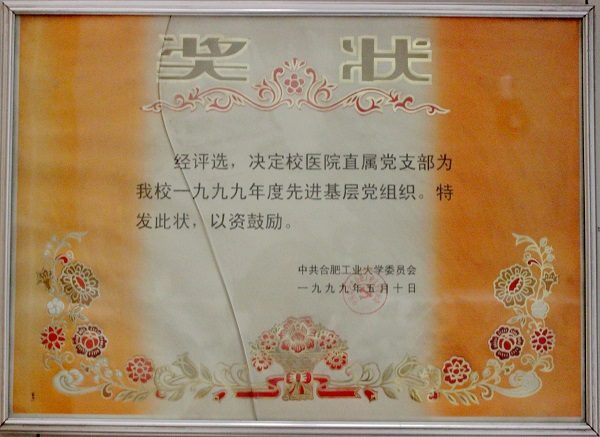 奖状
经评选，决定校医院直属党支部为
我校一九九九年度先进基层党组织。特
发此状，以资鼓励。
中共合肥工业大学委员会
一九九九年五月十日